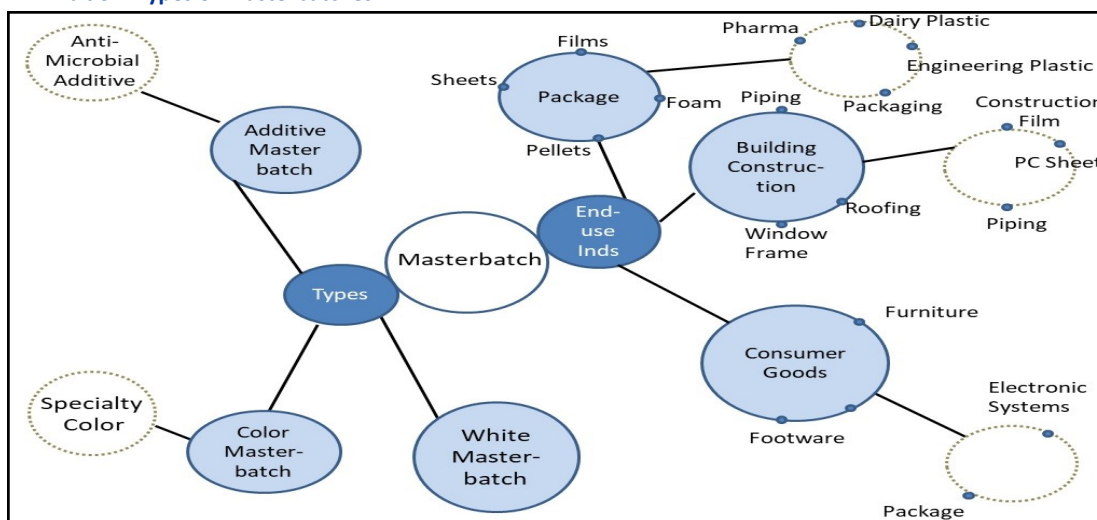 Anti-
Microbial
Additive
Additive
Master
batch
Types
Specialty
Color
Color
Master-
batch
White
Master-
batch
Masterbatch
End-
use
Inds
Films
Sheets
Package
Foam
Pellets
Pharma
Dairy Plastic
Engineering Plastic
Packaging
Piping
Building
Construc-
tion
Roofing
Window
Frame
Construction
Film
PC Sheet
Piping
Consumer
Goods
Furniture
Footware
Electronic
Systems
Package